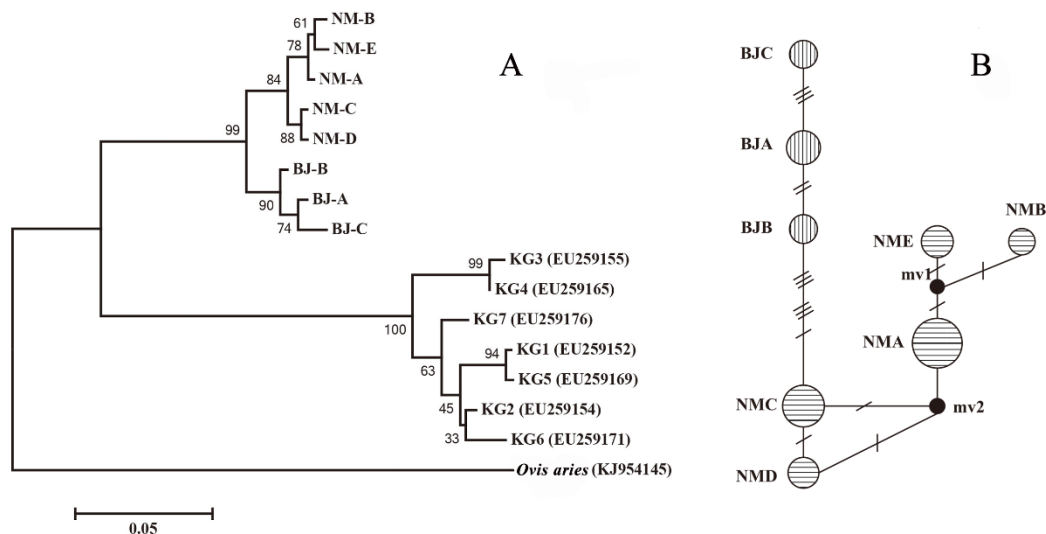 A
NM-B
61
NM-E
78
NM-A
84
NM-C
88
NM-D
99
BJ-B
90
BJ-A
74
BJ-C
99
KG3 (EU259155)
KG4 (EU259165)
100
KG7 (EU259176)
63
94
KG1 (EU259152)
KG5 (EU259169)
45
KG2 (EU259154)
33
KG6 (EU259171)
Ovis aries (KJ954145)
0.05
B
BJC
BJA
BJB
NMB
NME
mv1
NMA
NMC
mv2
NMD